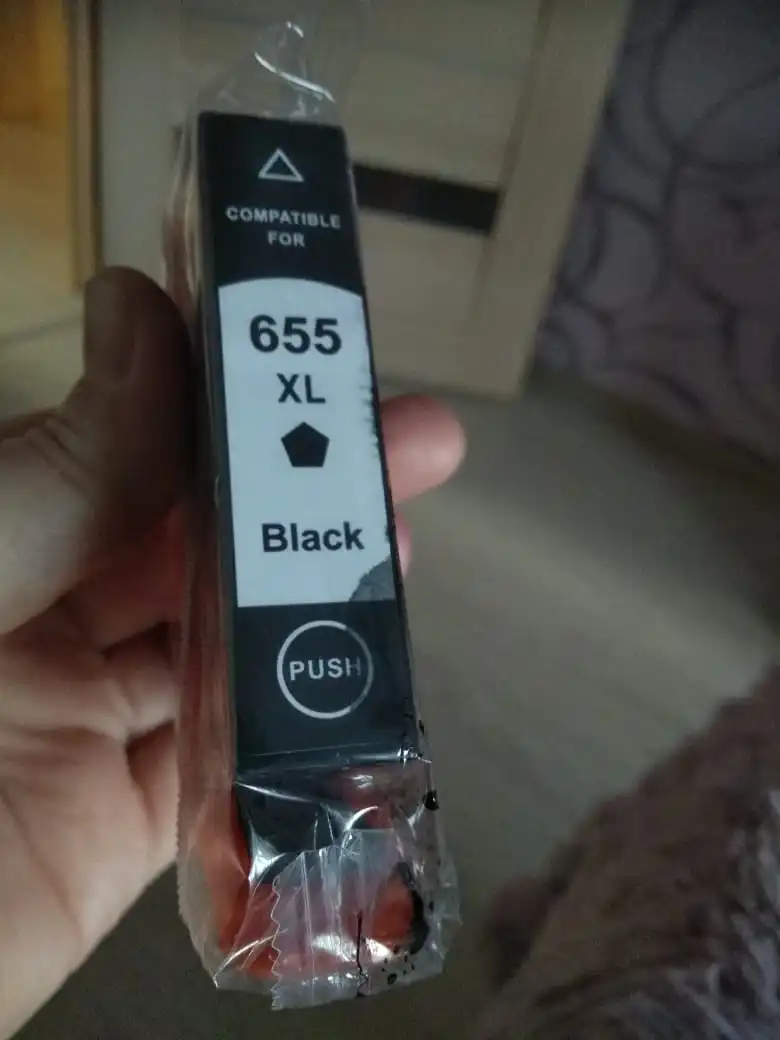 COMPATIBLE
FOR
655
XL
Black
PUSH